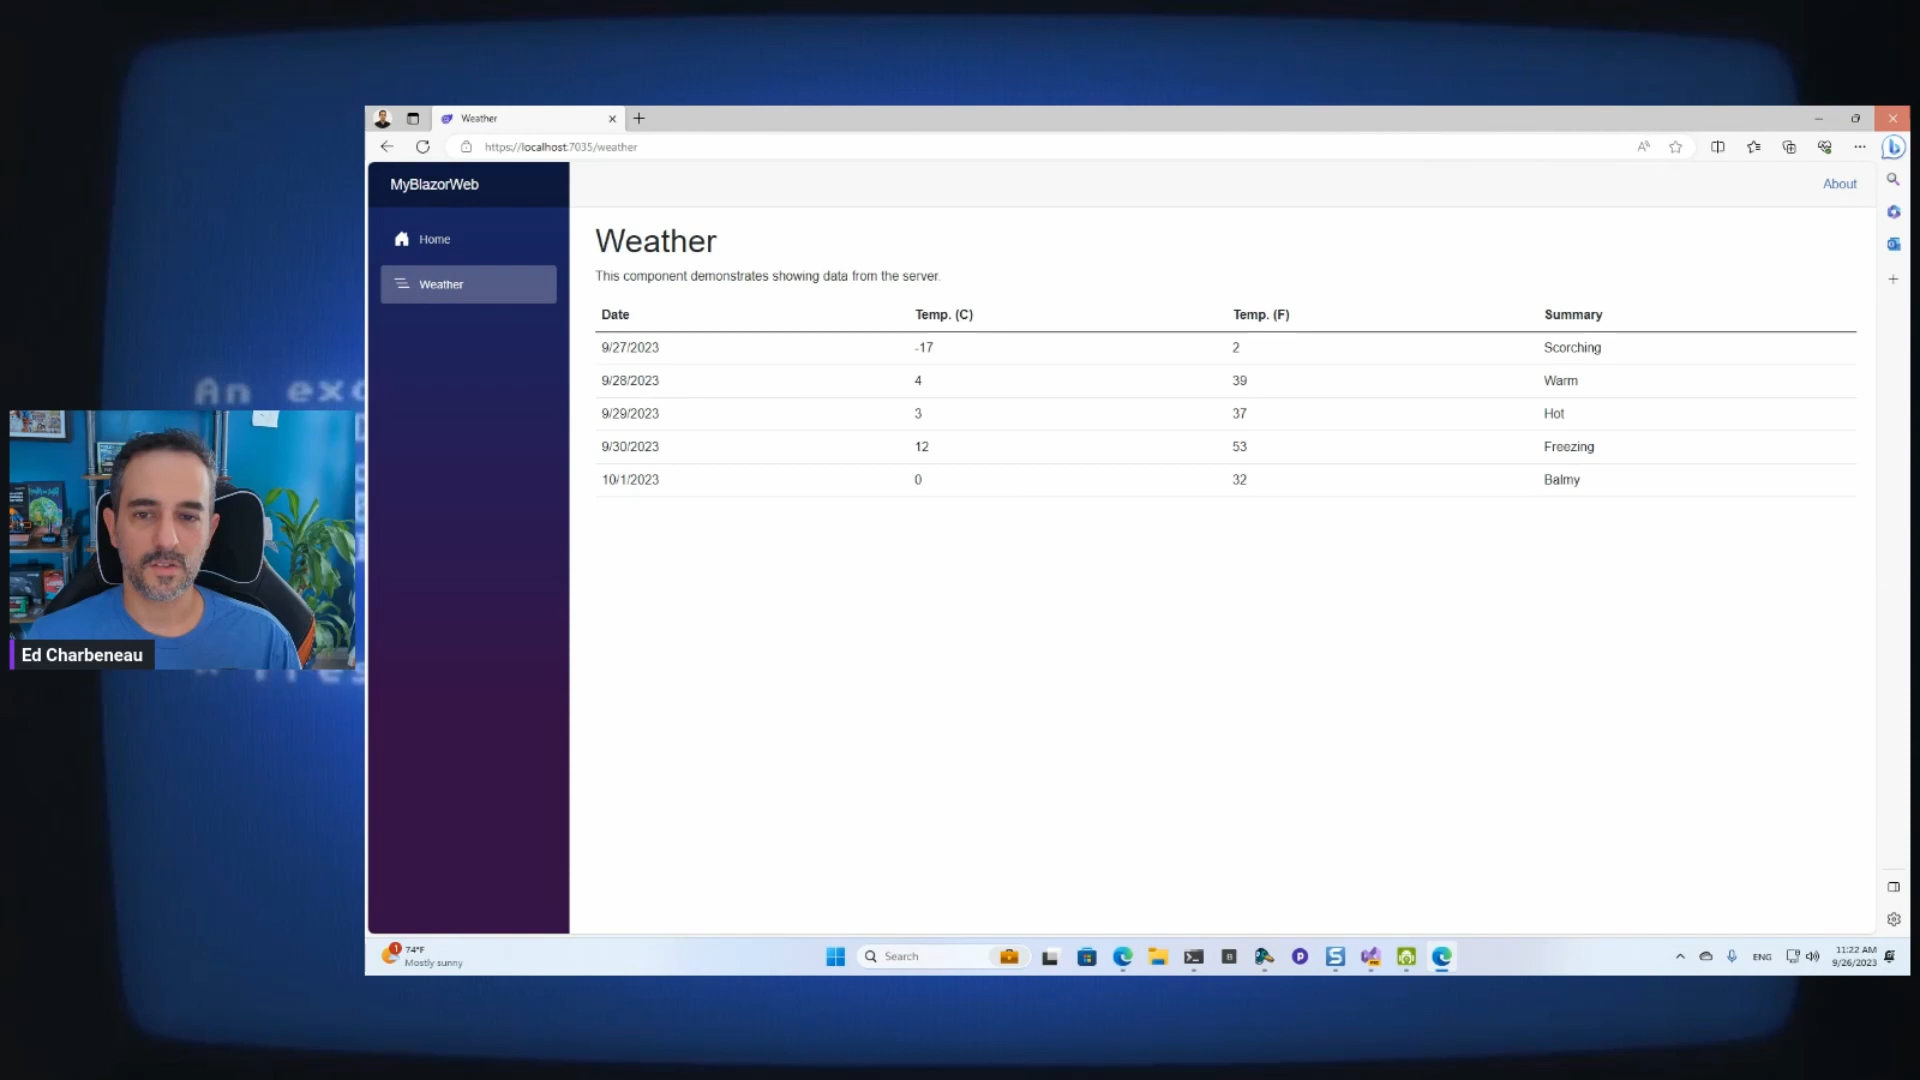 Weather
https://localhost:7035/weather
MyBlazorWeb
About
Home
Weather
Weather
This component demonstrates showing data from the server.
Date Temp. (C) Temp. (F) Summary
9/27/2023 -17 2 Scorching
9/28/2023 4 39 Warm
9/29/2023 3 37 Hot
9/30/2023 12 53 Freezing
10/1/2023 0 32 Balmy
An exc
Ed Charbeneau
1
74°F
Mostly sunny
Search
ENG
11:22 AM
9/26/2023